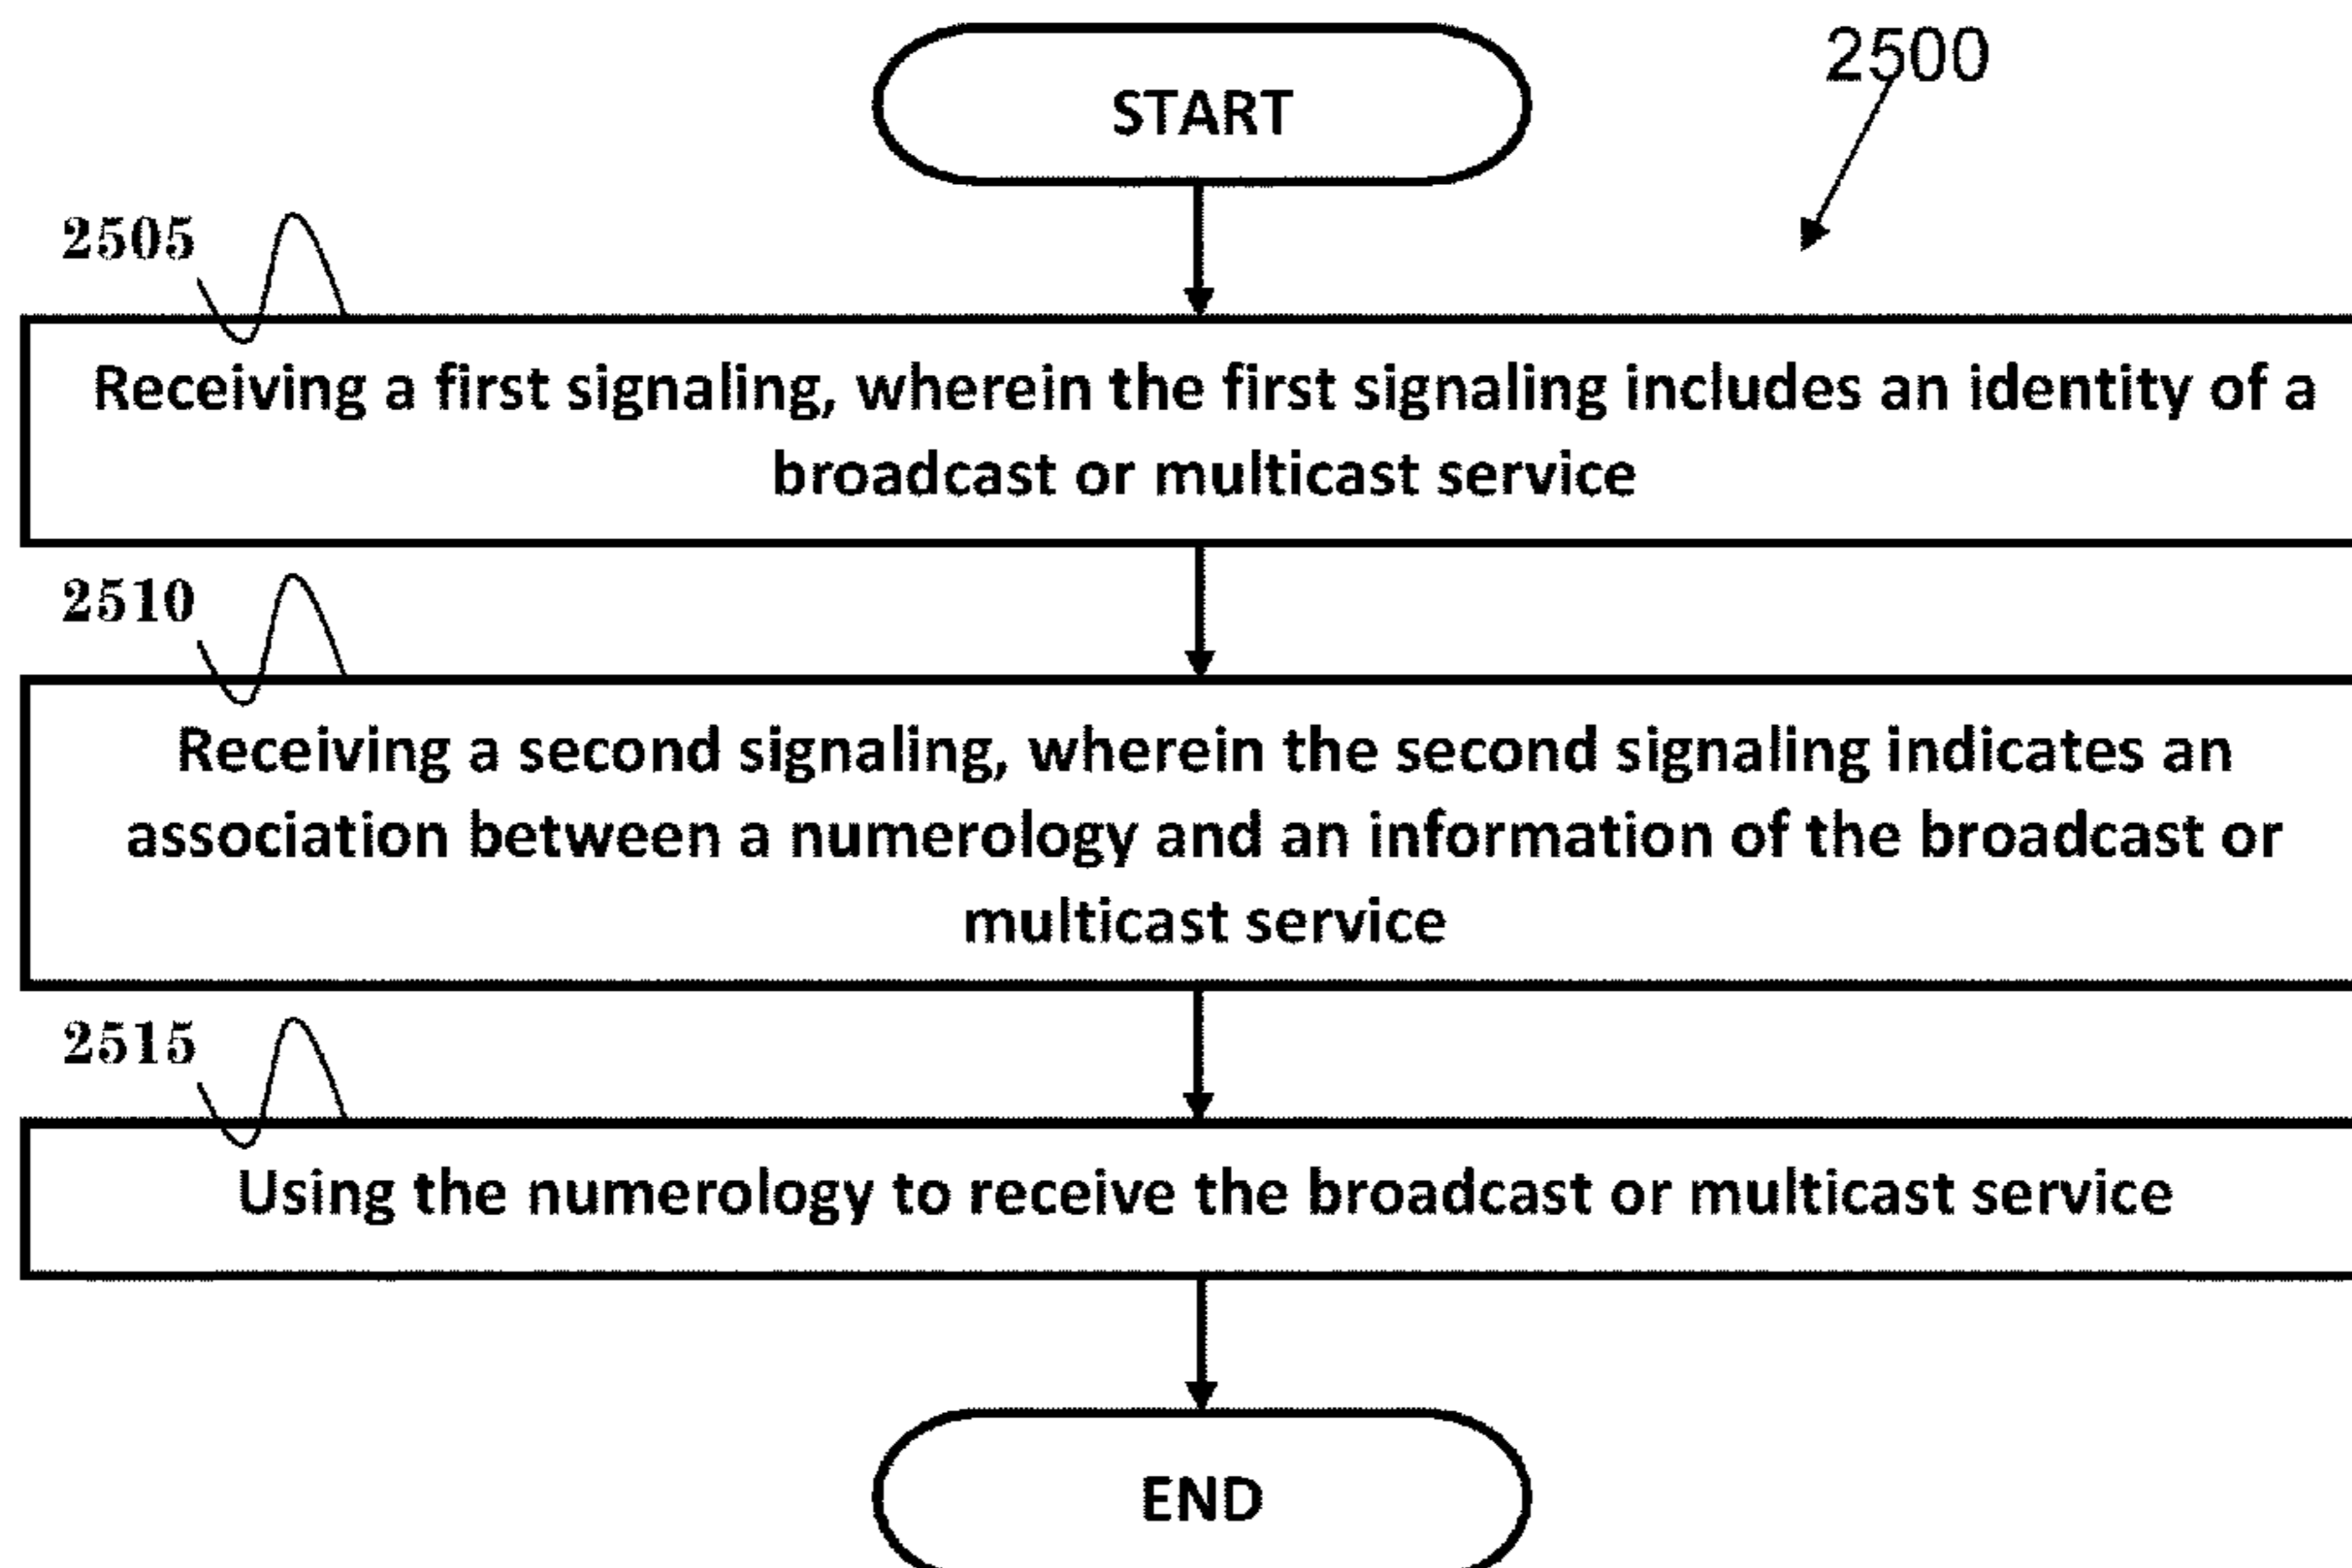 START
2500
2505
Receiving a first signaling, wherein the first signaling includes an identity of a
broadcast or multicast service
2510
Receiving a second signaling, wherein the second signaling indicates an
association between a numerology and an information of the broadcast or
multicast service
2515
Using the numerology to receive the broadcast or multicast service
END